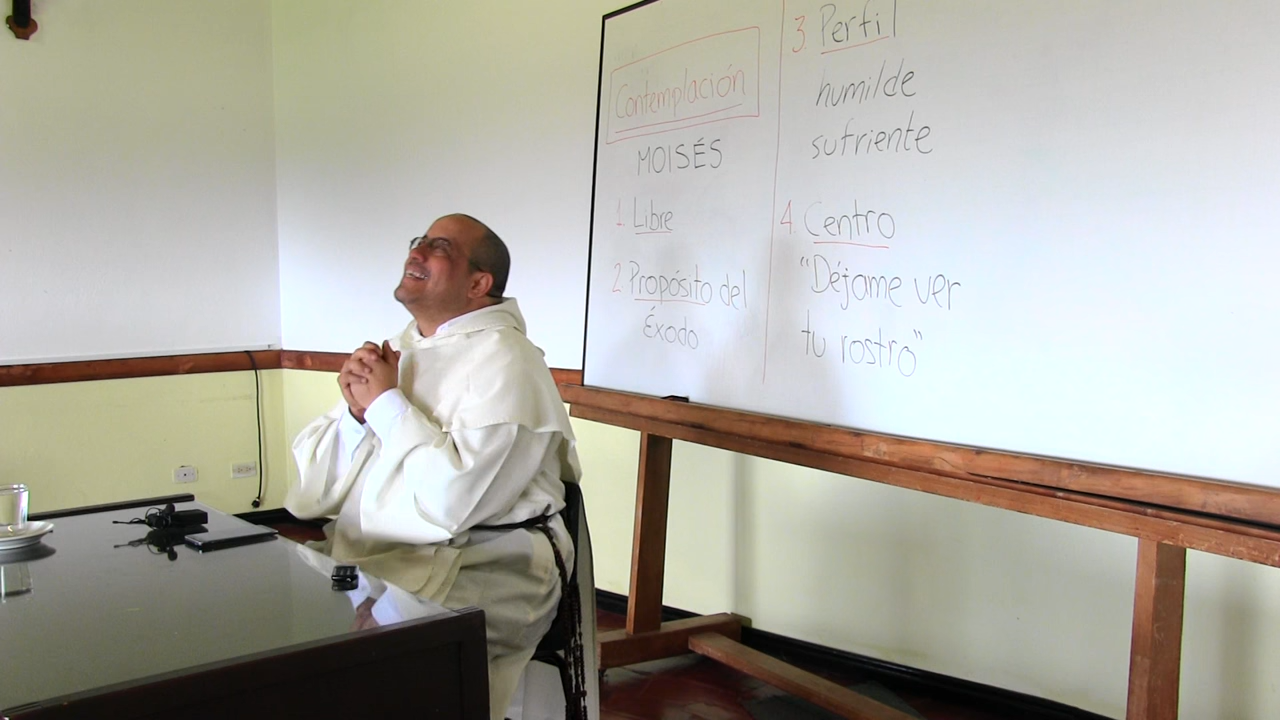 Contemplación
MOISÉS
1 Libre
2 Propósito del
Éxodo
3 Perfil
humilde
sufriente
4 Centro
"Déjame ver
tu rostro"